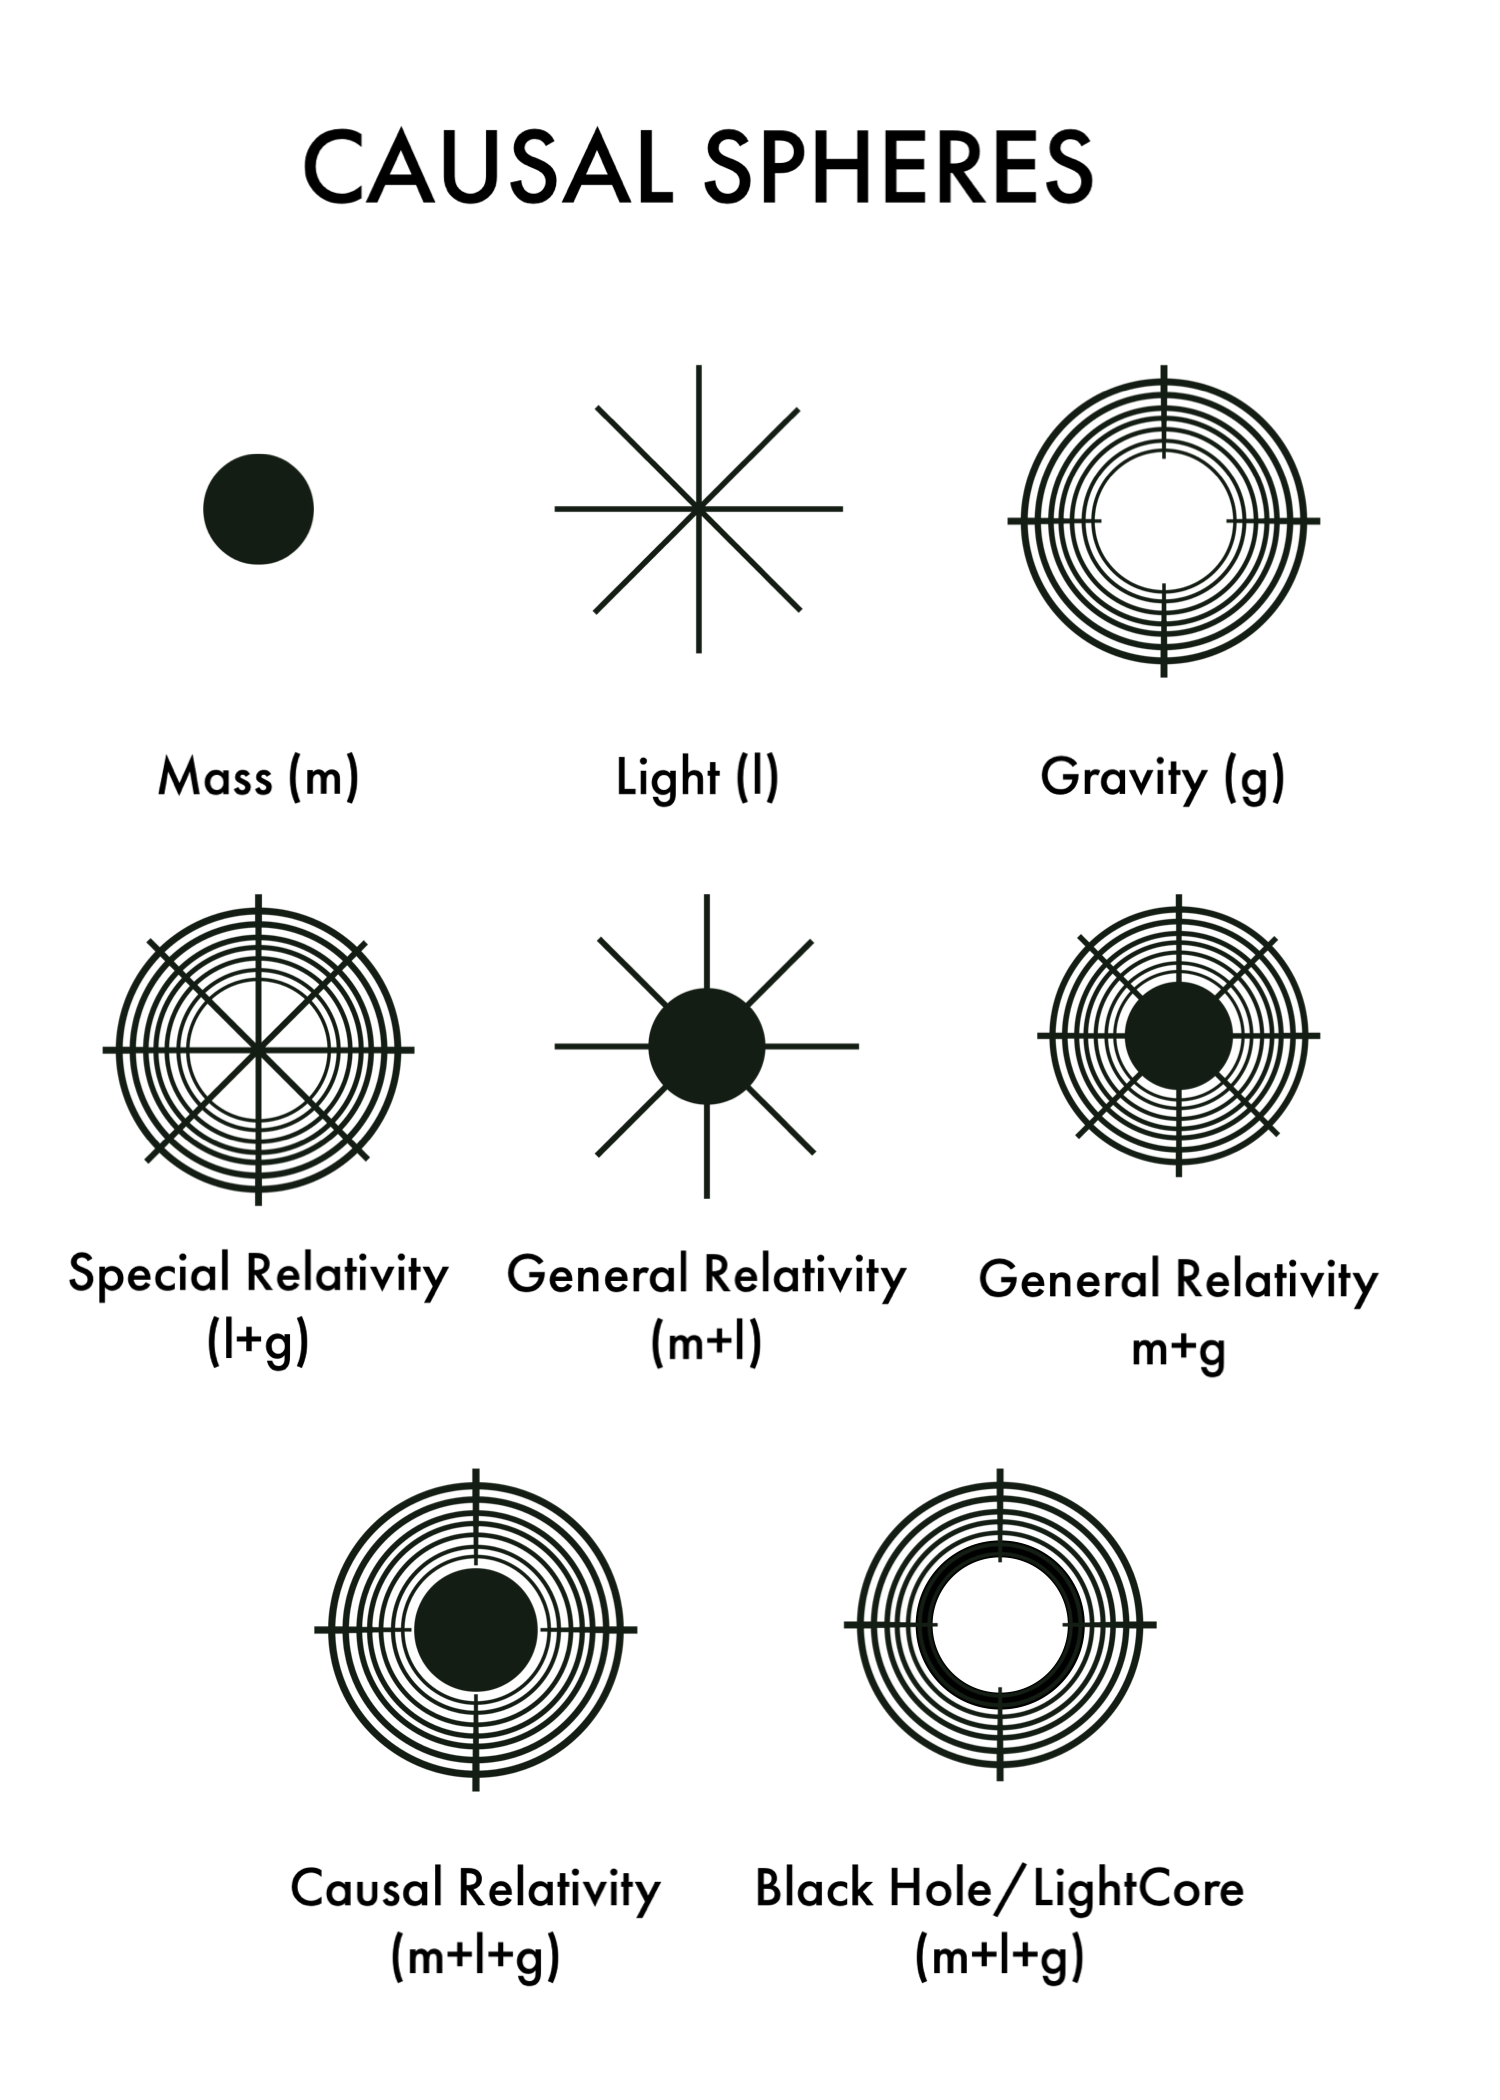 CAUSAL SPHERES
Mass (m)
Light (l)
Gravity (g)
Special Relativity
(l+g)
General Relativity
(m+l)
General Relativity
m+g
Causal Relativity
(m+l+g)
Black Hole/LightCore
(m+l+g)